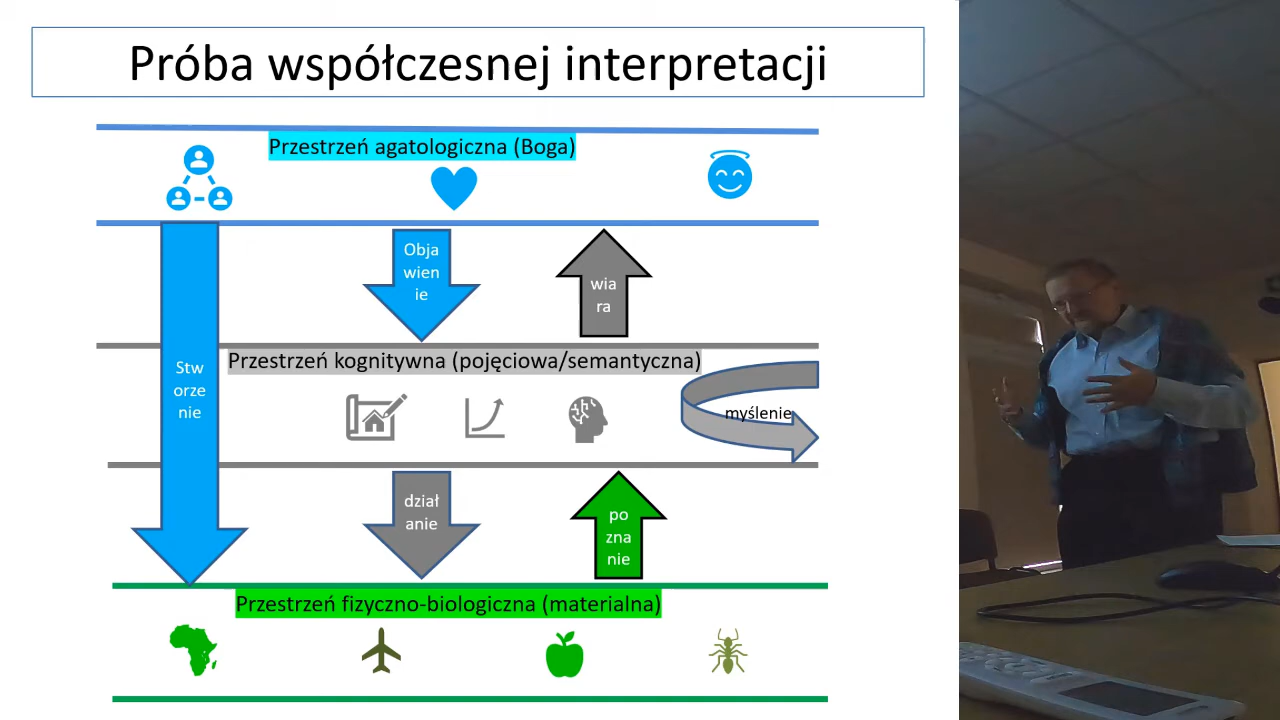 Próba współczesnej interpretacji
Przestrzeń agatologiczna (Boga)
Obja
wien
ie
wia
ra
Stw
orze
nie
Przestrzeń kognitywna (pojęciowa/semantyczna)
myślenie
dział
anie
po
zna
nie
Przestrzeń fizyczno-biologiczna (materialna)